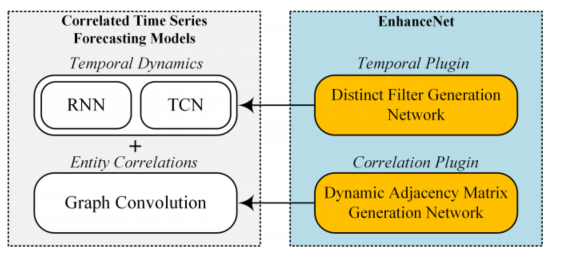 Correlated Time Series
Forecasting Models
Temporal Dynamics
RNN
TCN
+
Entity Correlations
Graph Convolution
EnhanceNet
Temporal Plugin
Distinct Filter Generation
Network
Correlation Plugin
Dynamic Adjacency Matrix
Generation Network